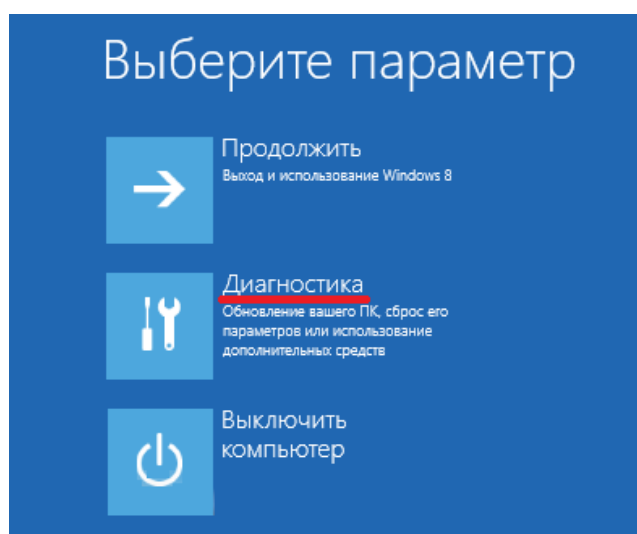 Выберите параметр
Продолжить
Выход и использование Windows 8
Диагностика
Обновление вашего ПК, сброс его
параметров или использование
дополнительных средств
Выключить
компьютер